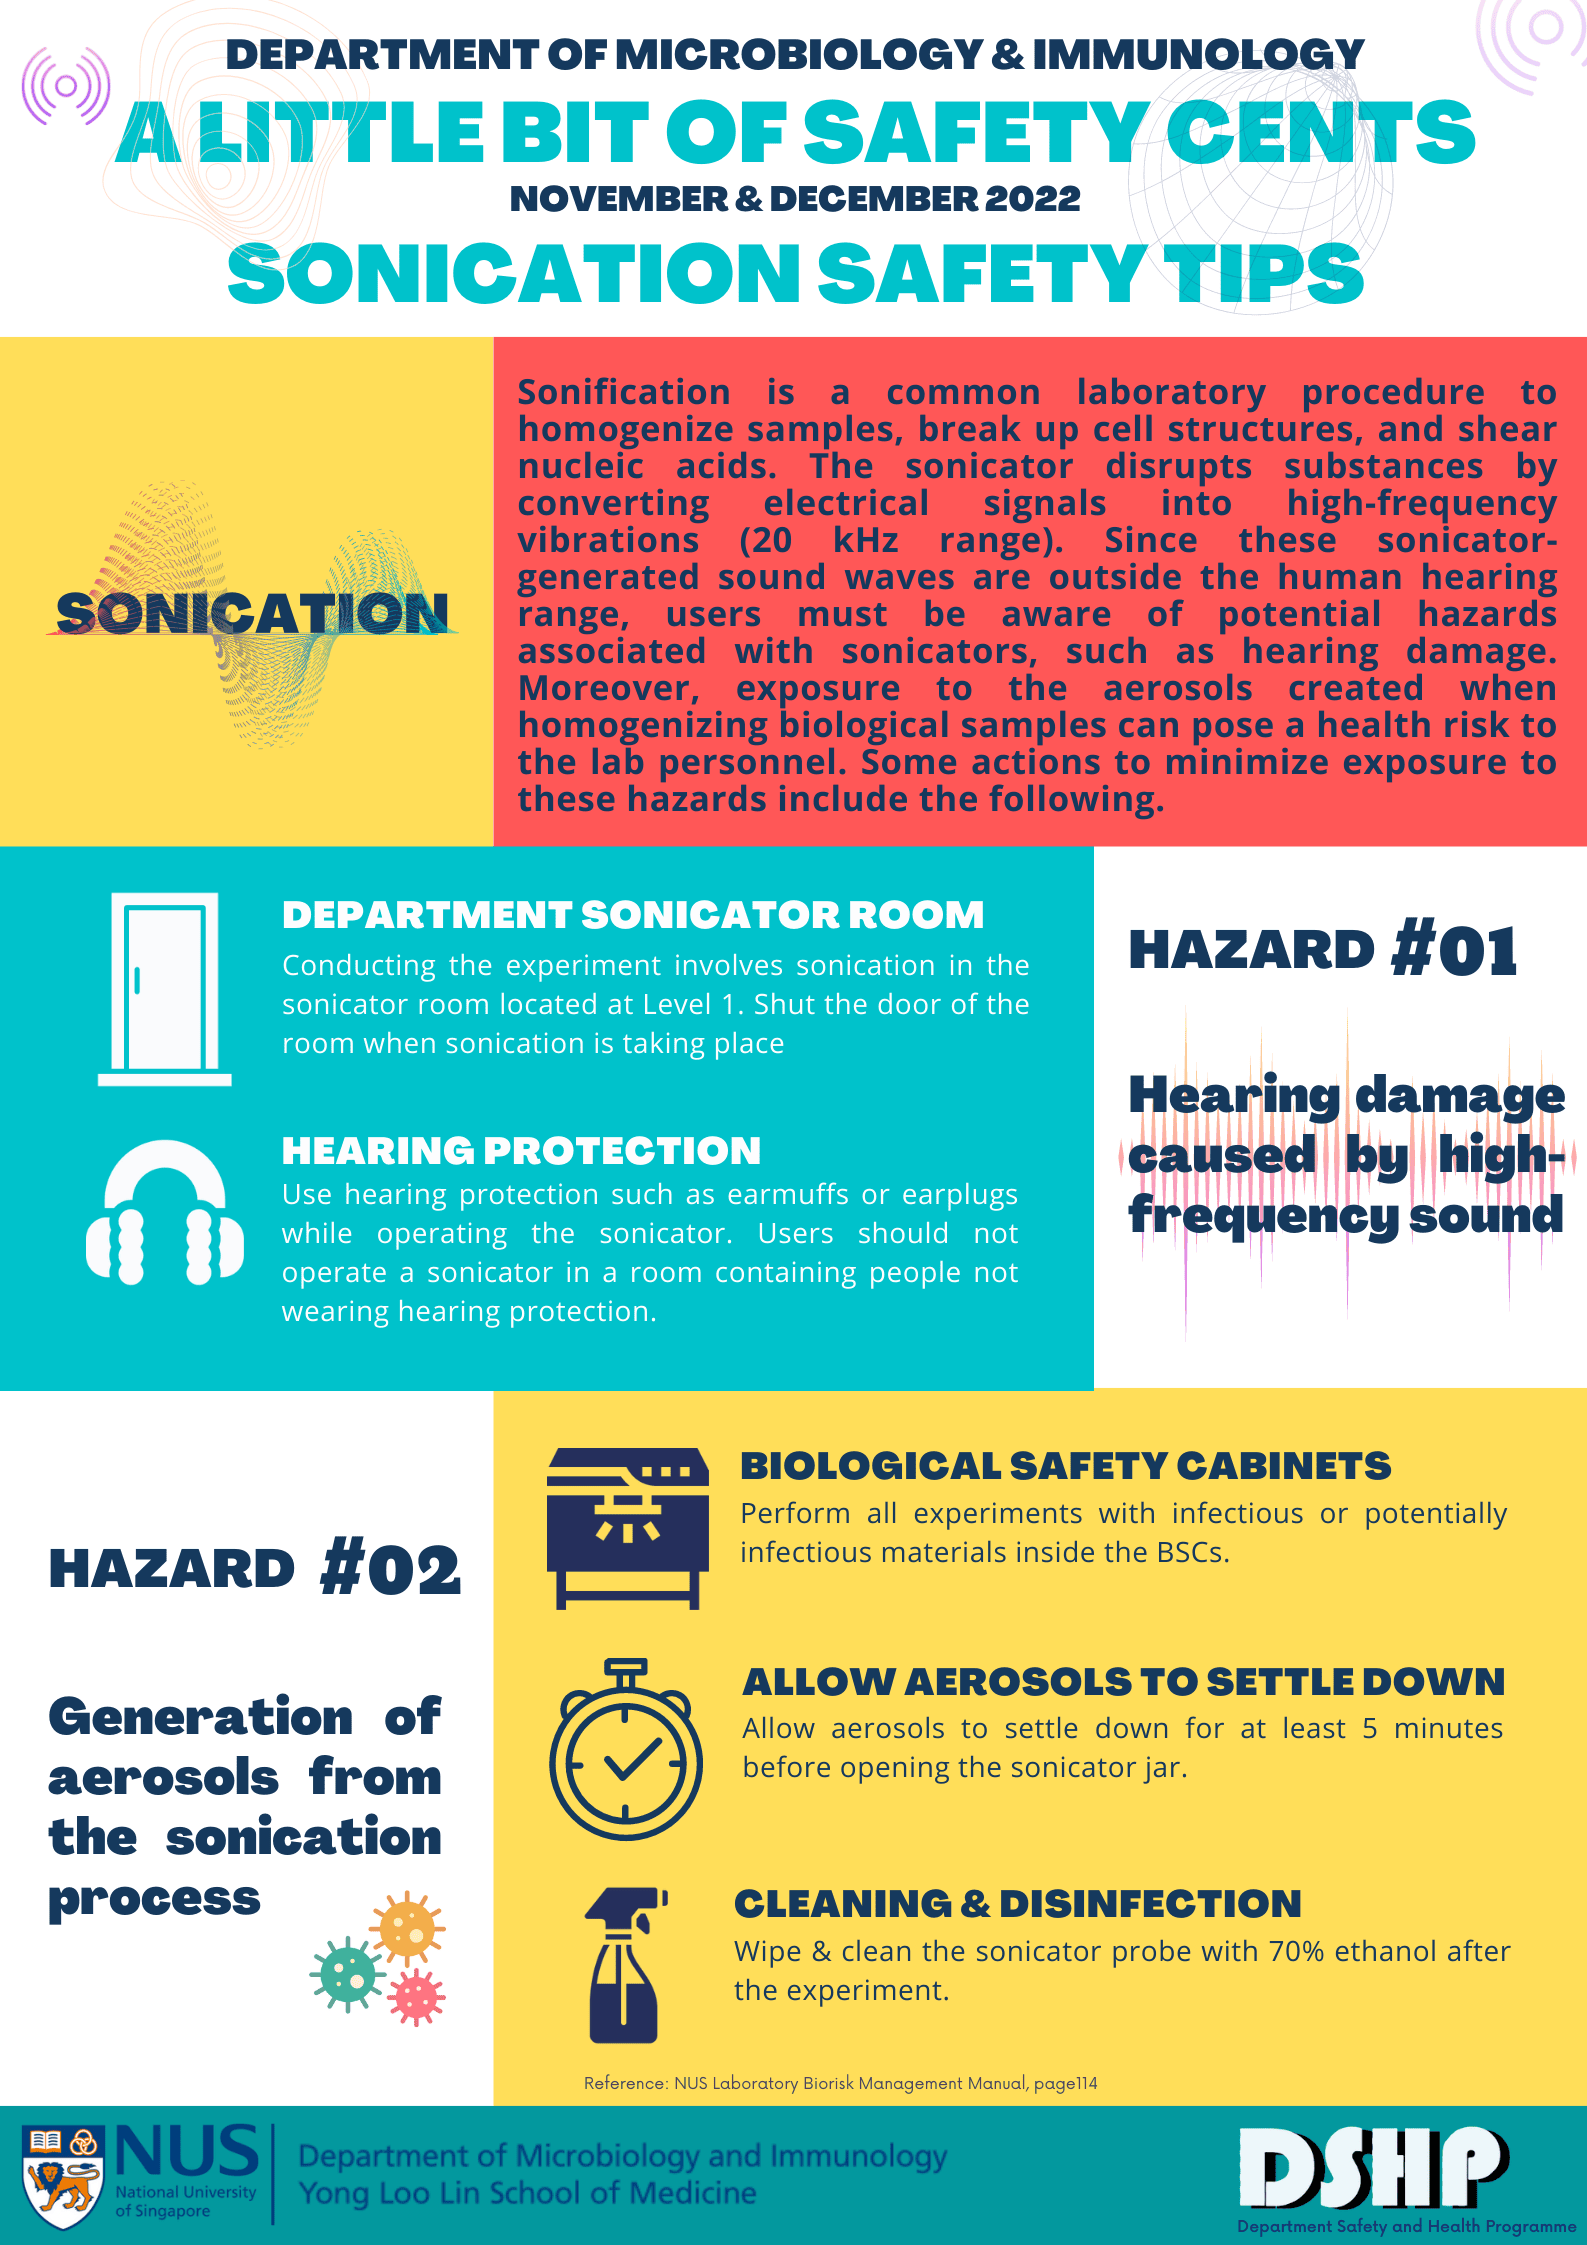 DEPARTMENT OF MICROBIOLOGY & IMMUNOLOGY
A LITTLE BIT OF SAFETY CENTS
NOVEMBER & DECEMBER 2022
SONICATION SAFETY TIPS
SONICATION
Sonification is a common laboratory procedure to
homogenize samples, break up cell structures, and shear
nucleic acids. The sonicator disrupts substances by
converting electrical signals into high-frequency
vibrations (20 kHz range). Since these sonicator-
generated sound waves are outside the human hearing
range, users must be aware of potential hazards
associated with sonicators, such as hearing damage.
Moreover, exposure to the aerosols created when
homogenizing biological samples can pose a health risk to
the lab personnel. Some actions to minimize exposure to
these hazards include the following.
DEPARTMENT SONICATOR ROOM
Conducting the experiment involves sonication in the
sonicator room located at Level 1. Shut the door of the
room when sonication is taking place
HEARING PROTECTION
Use hearing protection such as earmuffs or earplugs
while operating the sonicator. Users should not
operate a sonicator in a room containing people not
wearing hearing protection.
HAZARD #01
Hearing damage
caused by high-
frequency sound
HAZARD #02
Generation of
aerosols from
the sonication
process
BIOLOGICAL SAFETY CABINETS
Perform all experiments with infectious or potentially
infectious materials inside the BSCs.
ALLOW AEROSOLS TO SETTLE DOWN
Allow aerosols to settle down for at least 5 minutes
before opening the sonicator jar.
CLEANING & DISINFECTION
Wipe & clean the sonicator probe with 70% ethanol after
the experiment.
Reference: NUS Laboratory Biorisk Management Manual, page114
NUS
National University
of Singapore
Department of Microbiology and Immunology
Yong Loo Lin School of Medicine
DSHP
Department Safety and Health Programme